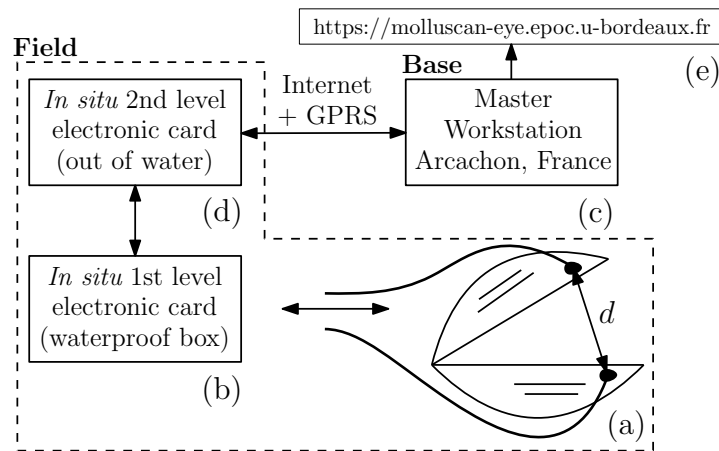 https://molluscan-eye.epoc.u-bordeaux.fr
(e)
Field
Base
In situ 2nd level
electronic card
(out of water)
(d)
Internet
+ GPRS
Master
Workstation
Arcachon, France
(c)
In situ 1st level
electronic card
(waterproof box)
(b)
d
(a)